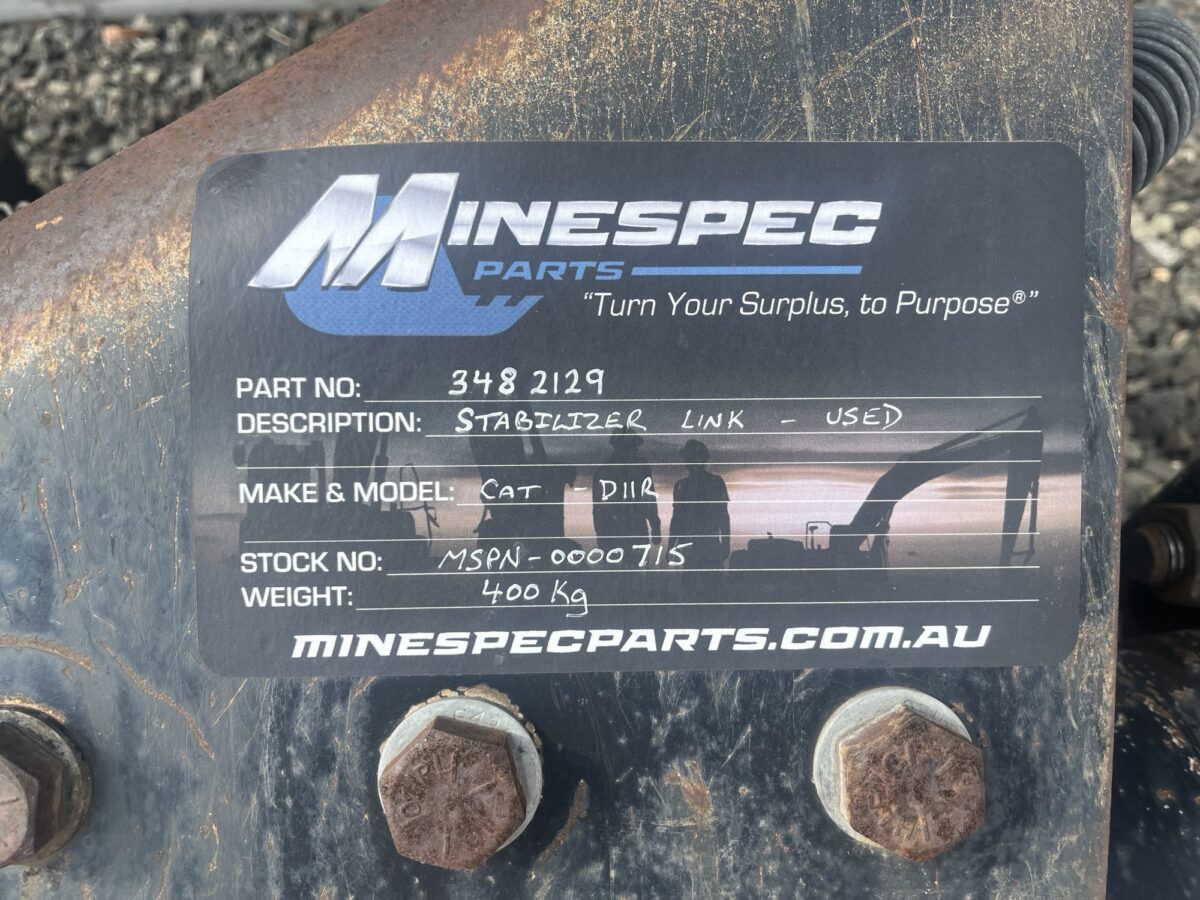 MINESPEC
PARTS
“Turn Your Surplus, to Purpose®”
PART NO: 348 2129
DESCRIPTION: STABILIZER LINK - USED
MAKE & MODEL: CAT - D11R
STOCK NO: MSPN-0000715
WEIGHT: 400 Kg
MINESPECPARTS.COM.AU